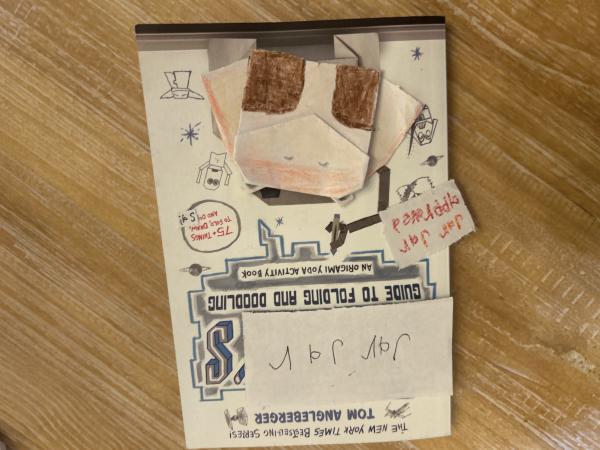 THE NEW YORK TIMES BESTSELLING SERIES!
TOM ANGLEBERGER
Jar Jar
'S
GUIDE TO FOLDING AND DOODLING
AN ORIGAMI YODA ACTIVITY BOOK
Jar Jar
appRoved
75+ THINGS
TO FOLD, DRAW,
AND DO